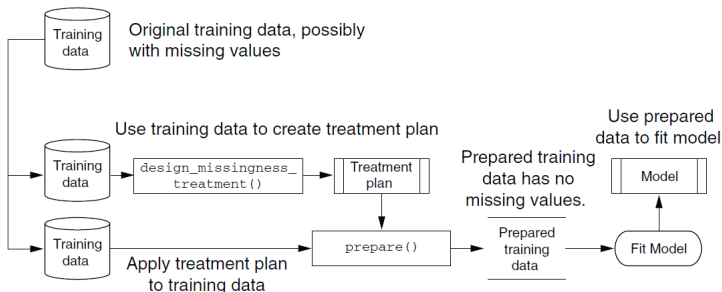 Training
data
Original training data, possibly
with missing values
Use training data to create treatment plan
Training
data
design_missingness_
treatment()
Treatment
plan
Prepared training
data has no
missing values.
Use prepared
data to fit model
Model
Training
data
Apply treatment plan
to training data
prepare()
Prepared
training
data
Fit Model